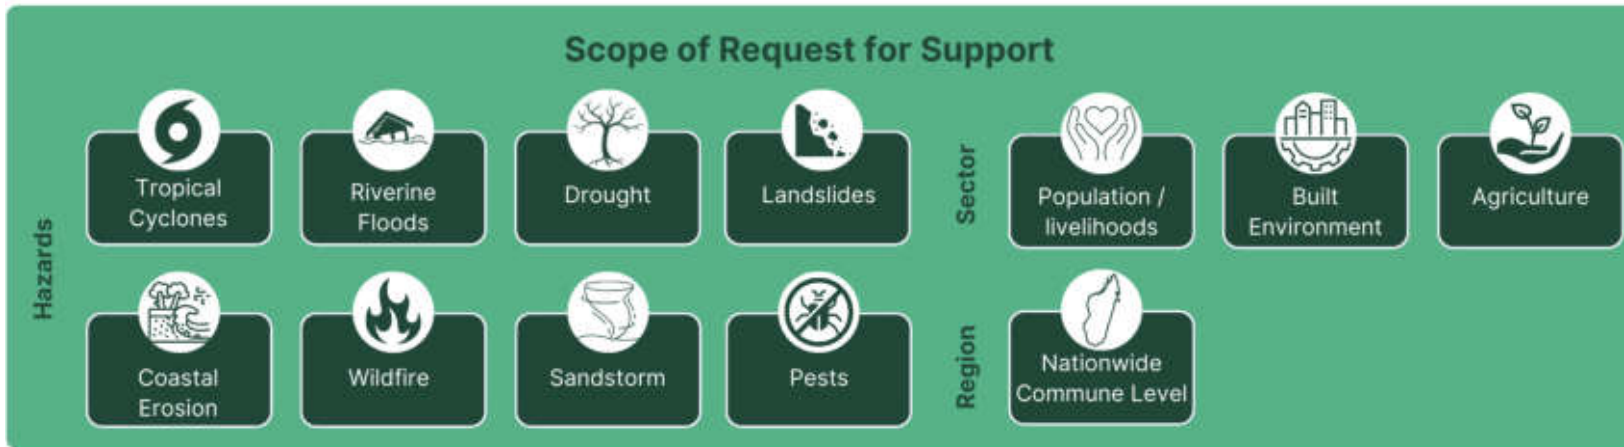 Scope of Request for Support
Hazards
Tropical
Cyclones
Riverine
Floods
Drought
Landslides
Coastal
Erosion
Wildfire
Sandstorm
Pests
Sector
Population /
livelihoods
Built
Environment
Agriculture
Region
Nationwide
Commune Level